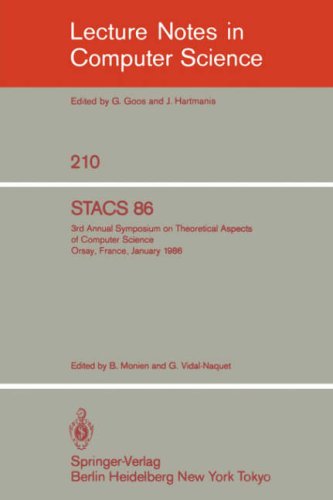 Lecture Notes in
Computer Science
Edited by G. Goos and J. Hartmanis
210
STACS 86
3rd Annual Symposium on Theoretical Aspects
of Computer Science
Orsay, France, January 1986
Edited by B. Monien and G. Vidal-Naquet
Springer-Verlag
Berlin Heidelberg New York Tokyo